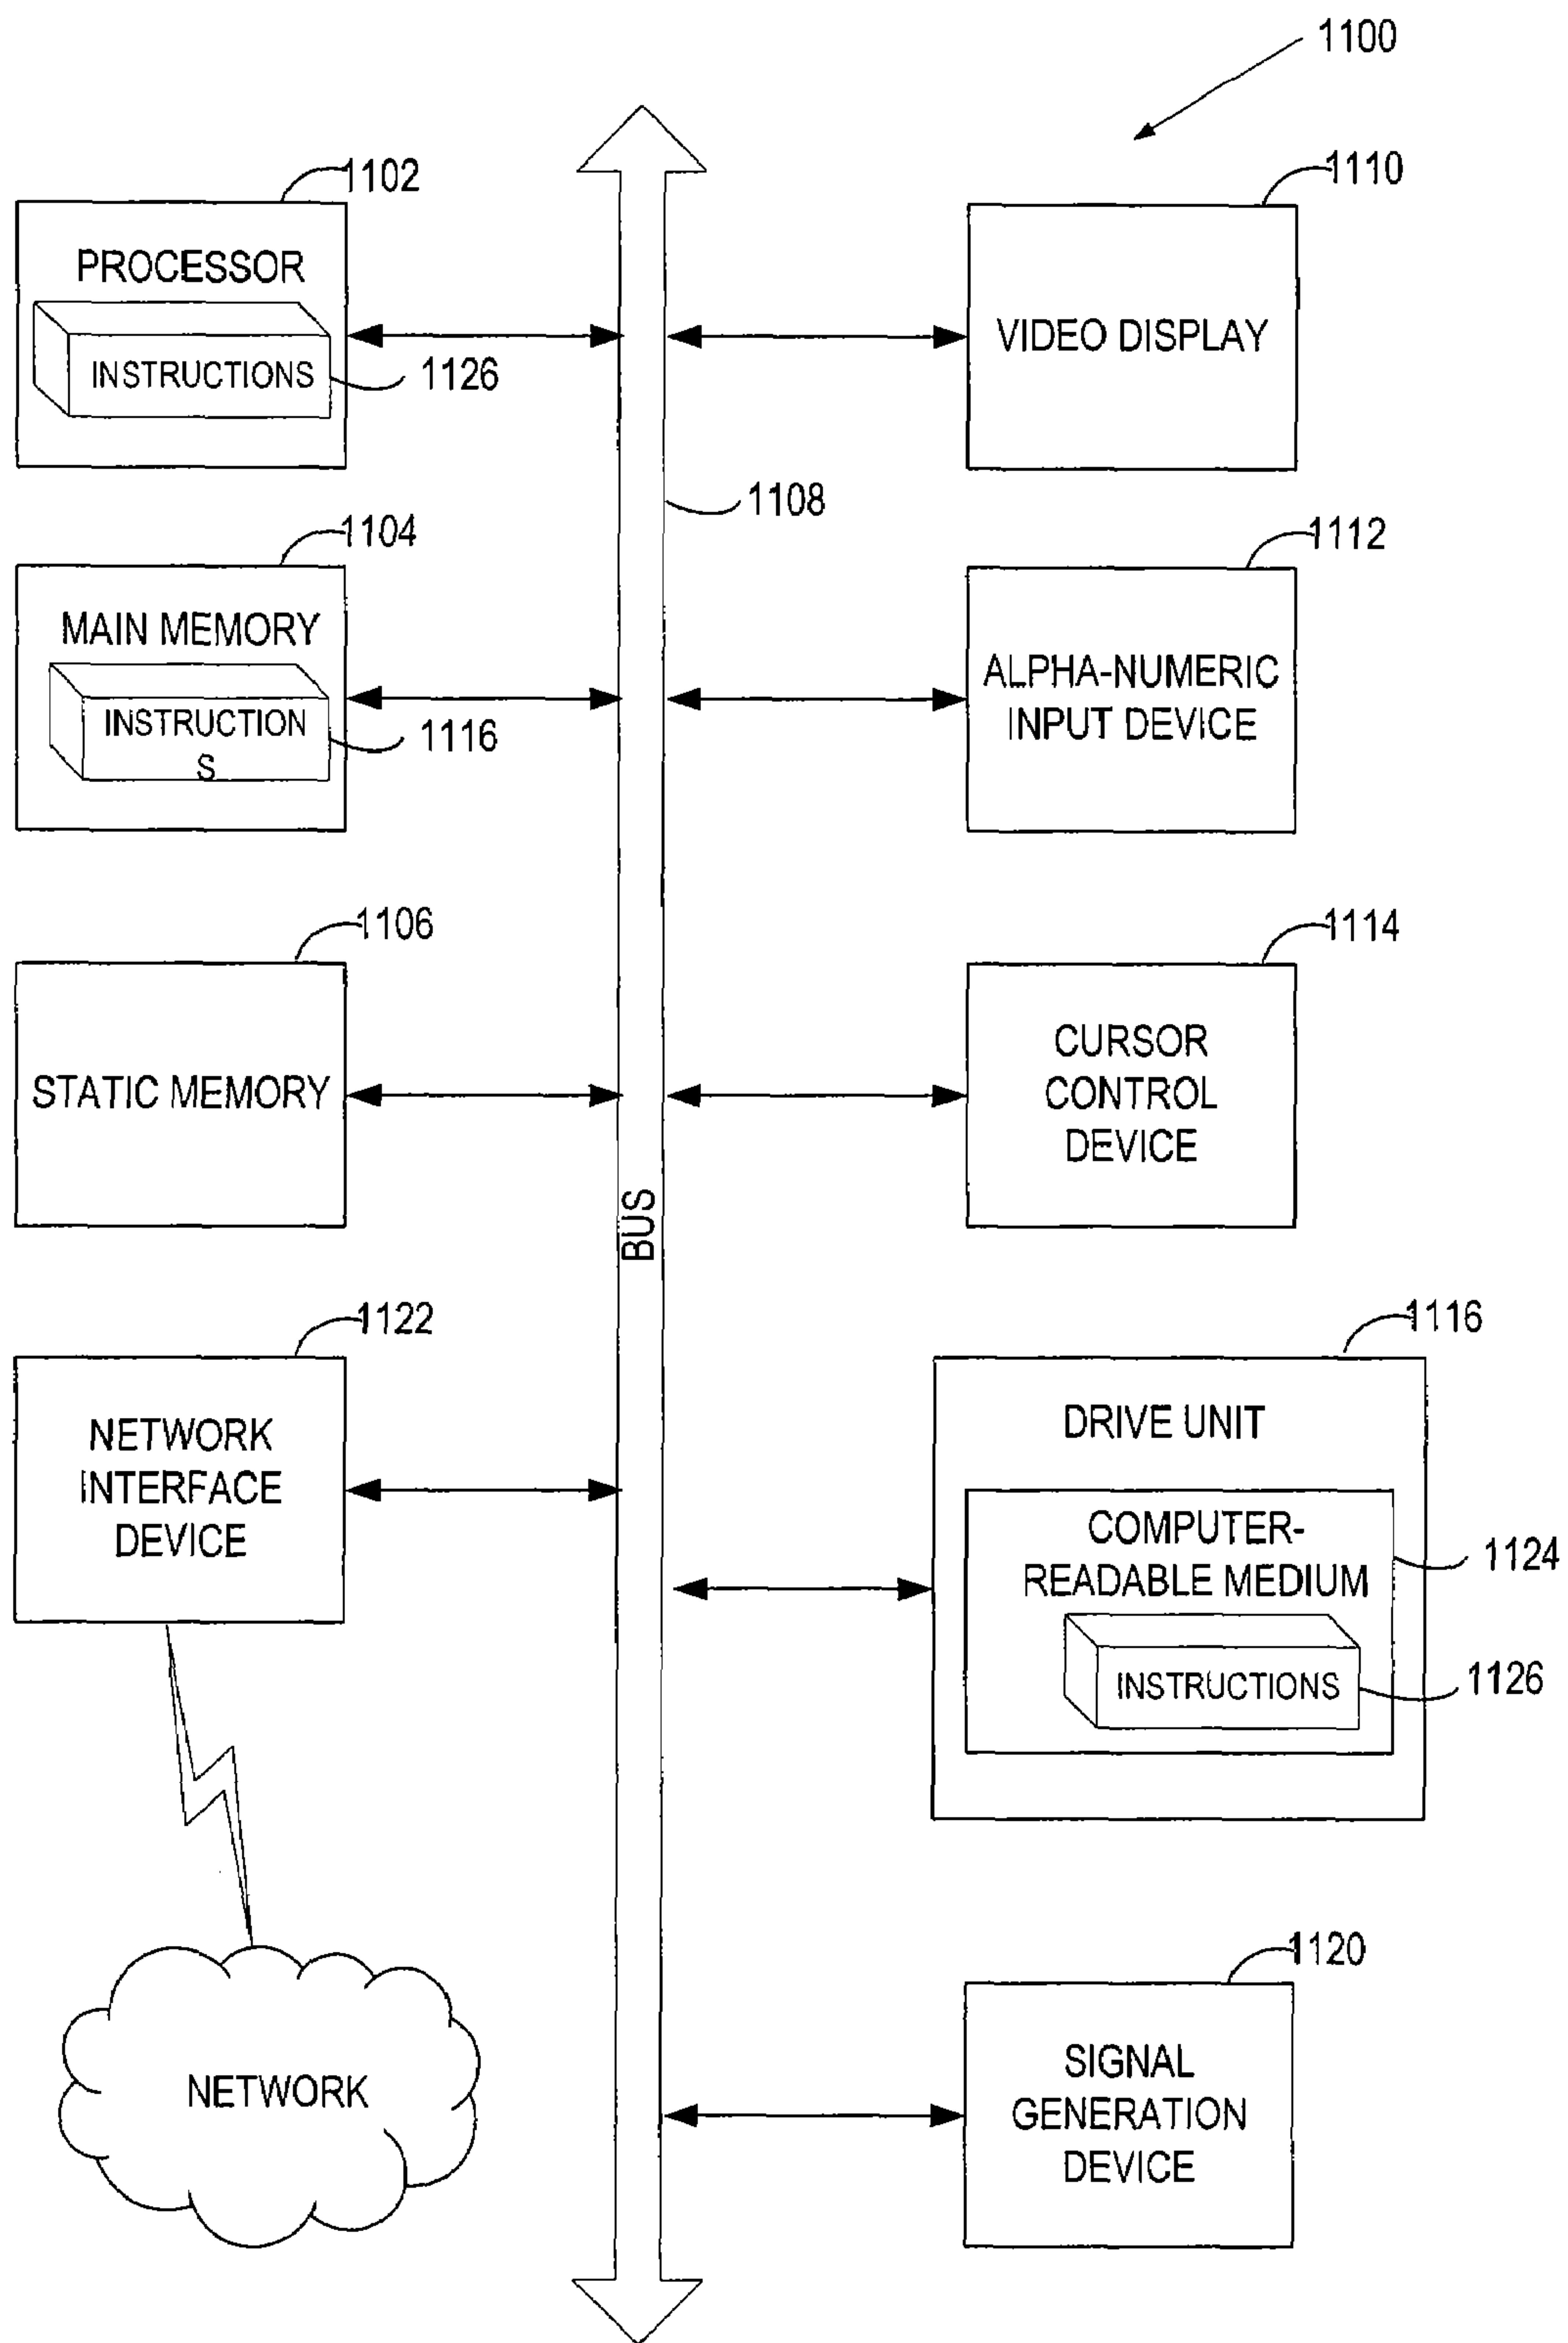 1100
1102
PROCESSOR
INSTRUCTIONS
1126
1104
MAIN MEMORY
INSTRUCTION
S
1116
1106
STATIC MEMORY
1122
NETWORK
INTERFACE
DEVICE
NETWORK
1108
BUS
1110
VIDEO DISPLAY
1112
ALPHA-NUMERIC
INPUT DEVICE
1114
CURSOR
CONTROL
DEVICE
1116
DRIVE UNIT
COMPUTER-
READABLE MEDIUM
1124
INSTRUCTIONS
1126
1120
SIGNAL
GENERATION
DEVICE